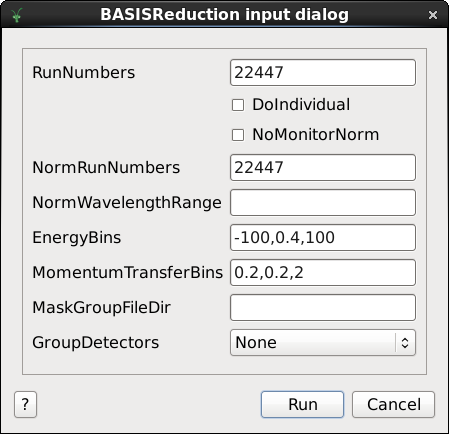 BASISReduction input dialog
RunNumbers 22447
DoIndividual
NoMonitorNorm
NormRunNumbers 22447
NormWavelengthRange
EnergyBins -100,0.4,100
MomentumTransferBins 0.2,0.2,2
MaskGroupFileDir
GroupDetectors None
? Run Cancel